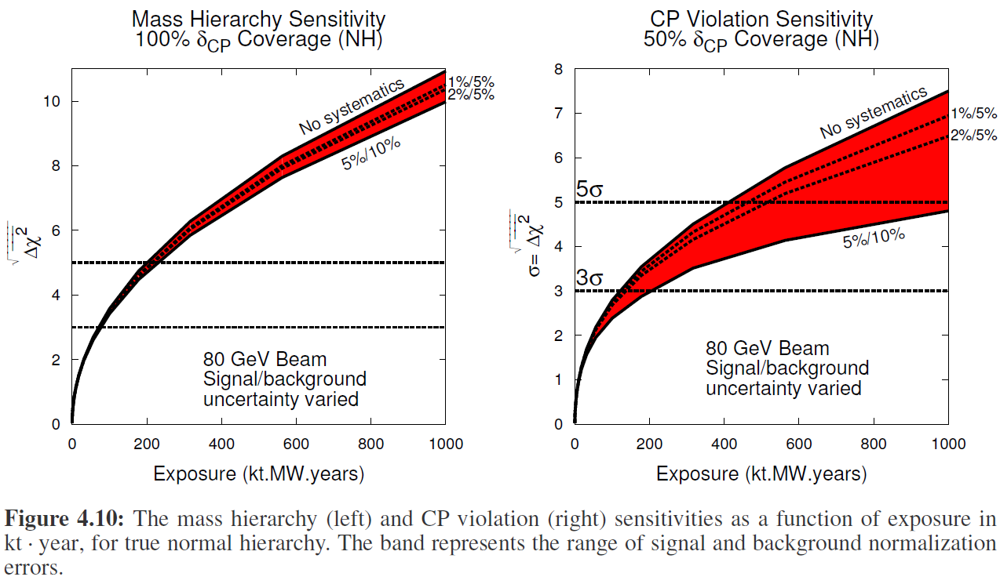 Mass Hierarchy Sensitivity
100% δCP Coverage (NH)
10
8
6
4
2
0
√Δχ2
No systematics
1%/5%
2%/5%
5%/10%
80 GeV Beam
Signal/background
uncertainty varied
0 200 400 600 800 1000
Exposure (kt.MW.years)
CP Violation Sensitivity
50% δCP Coverage (NH)
8
7
6
5
4
3
2
1
0
σ= √Δχ2
No systematics
1%/5%
2%/5%
5σ
5%/10%
3σ
80 GeV Beam
Signal/background
uncertainty varied
0 200 400 600 800 1000
Exposure (kt.MW.years)
Figure 4.10: The mass hierarchy (left) and CP violation (right) sensitivities as a function of exposure in
kt · year, for true normal hierarchy. The band represents the range of signal and background normalization
errors.